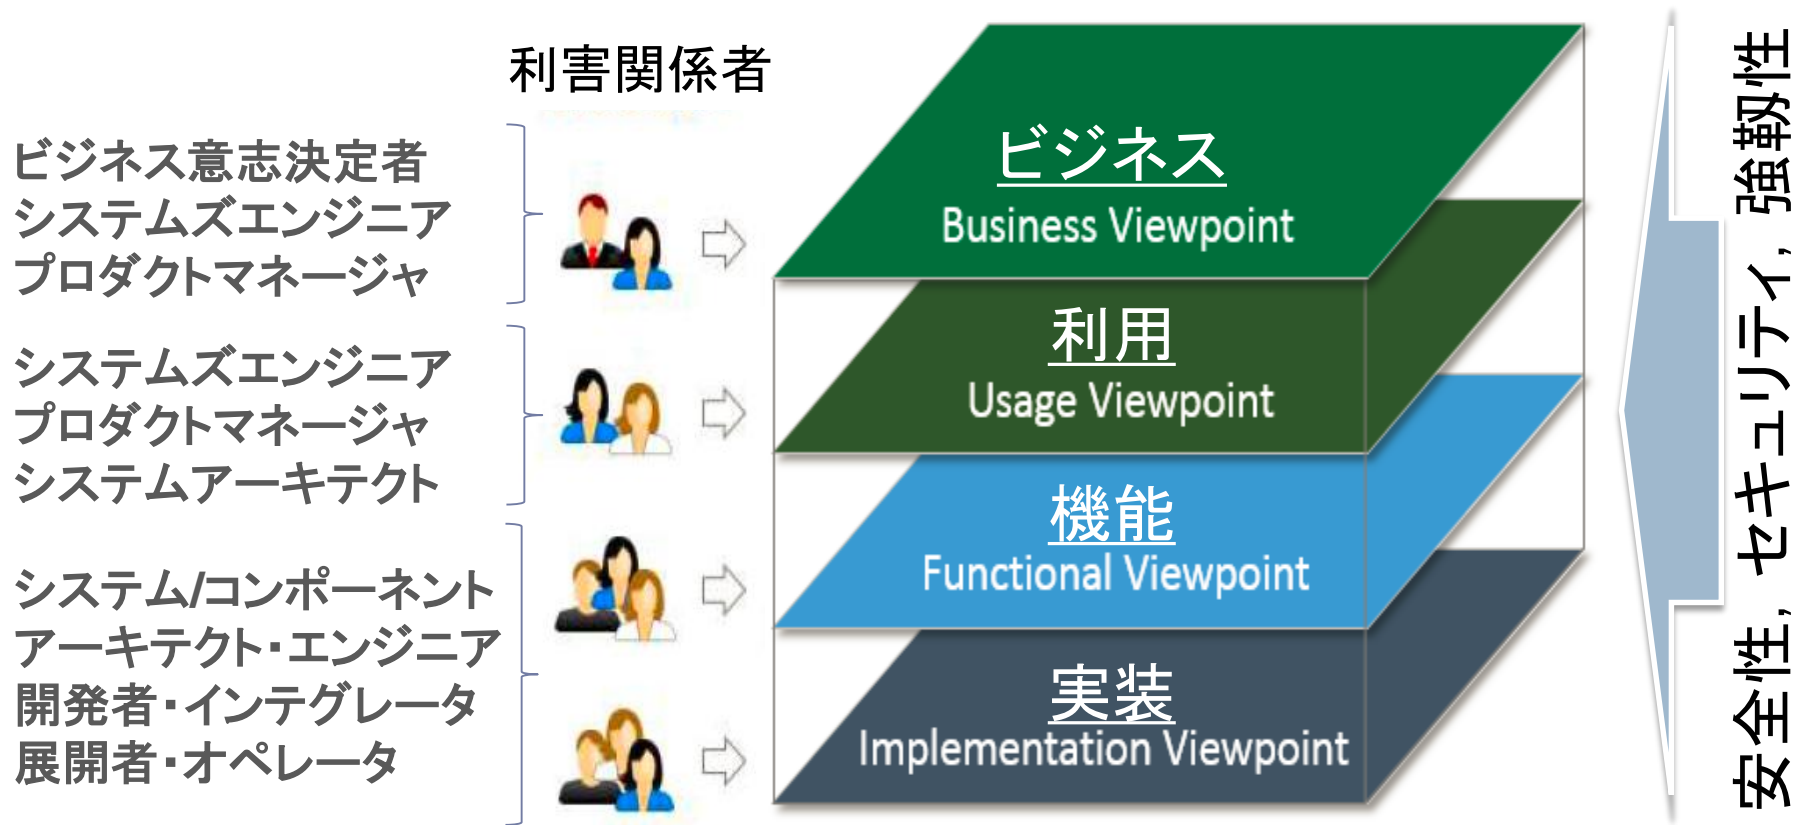 利害関係者
ビジネス意志決定者
システムズエンジニア
プロダクトマネージャ
システムズエンジニア
プロダクトマネージャ
システムアーキテクト
システム/コンポーネント
アーキテクト・エンジニア
開発者・インテグレータ
展開者・オペレータ
ビジネス
Business Viewpoint
利用
Usage Viewpoint
機能
Functional Viewpoint
実装
Implementation Viewpoint
安全性, セキュリティ, 強靭性